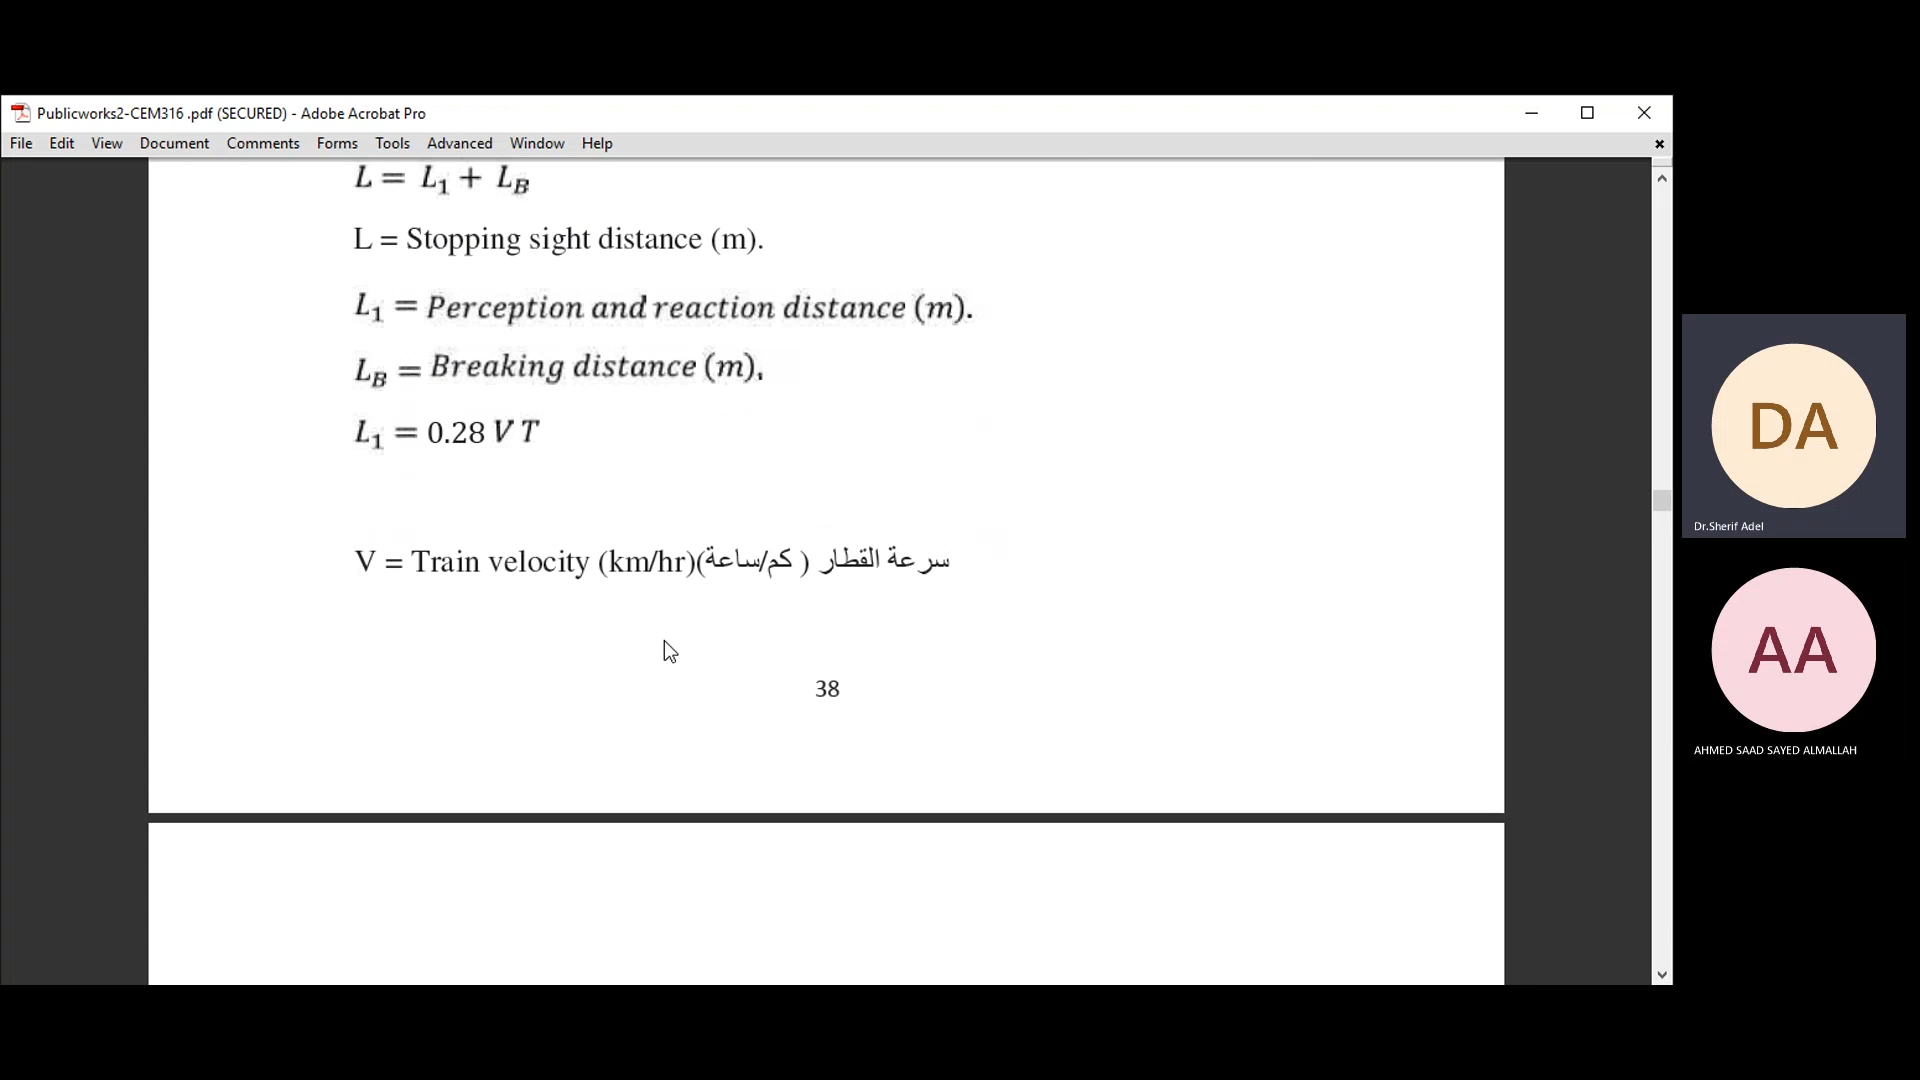 Publicworks2-CEM316 .pdf (SECURED) - Adobe Acrobat Pro
File Edit View Document Comments Forms Tools Advanced Window Help
L = L₁ + L_B
L = Stopping sight distance (m).
L₁ = Perception and reaction distance (m).
L_B = Breaking distance (m).
L₁ = 0.28 V T
V = Train velocity (km/hr)(كم/ساعة ) سرعة القطار
38
DA
Dr.Sherif Adel
AA
AHMED SAAD SAYED ALMALLAH